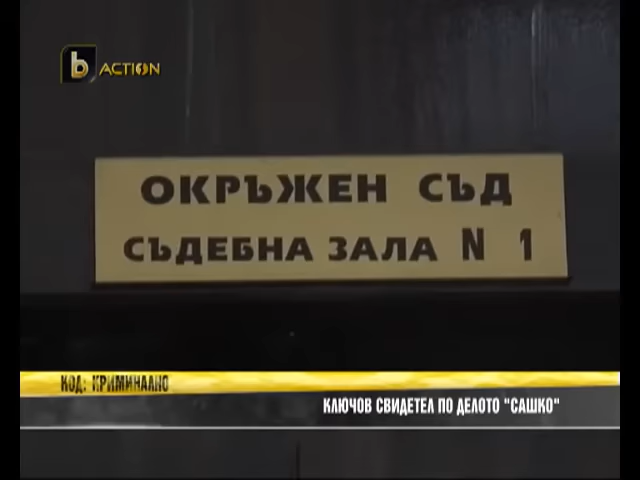 b ACTION
ОКРЪЖЕН СЪД
СЪДЕБНА ЗАЛА N 1
КОД: КРИМИНАЛНО
КЛЮЧОВ СВИДЕТЕЛ ПО ДЕЛОТО "САШКО"